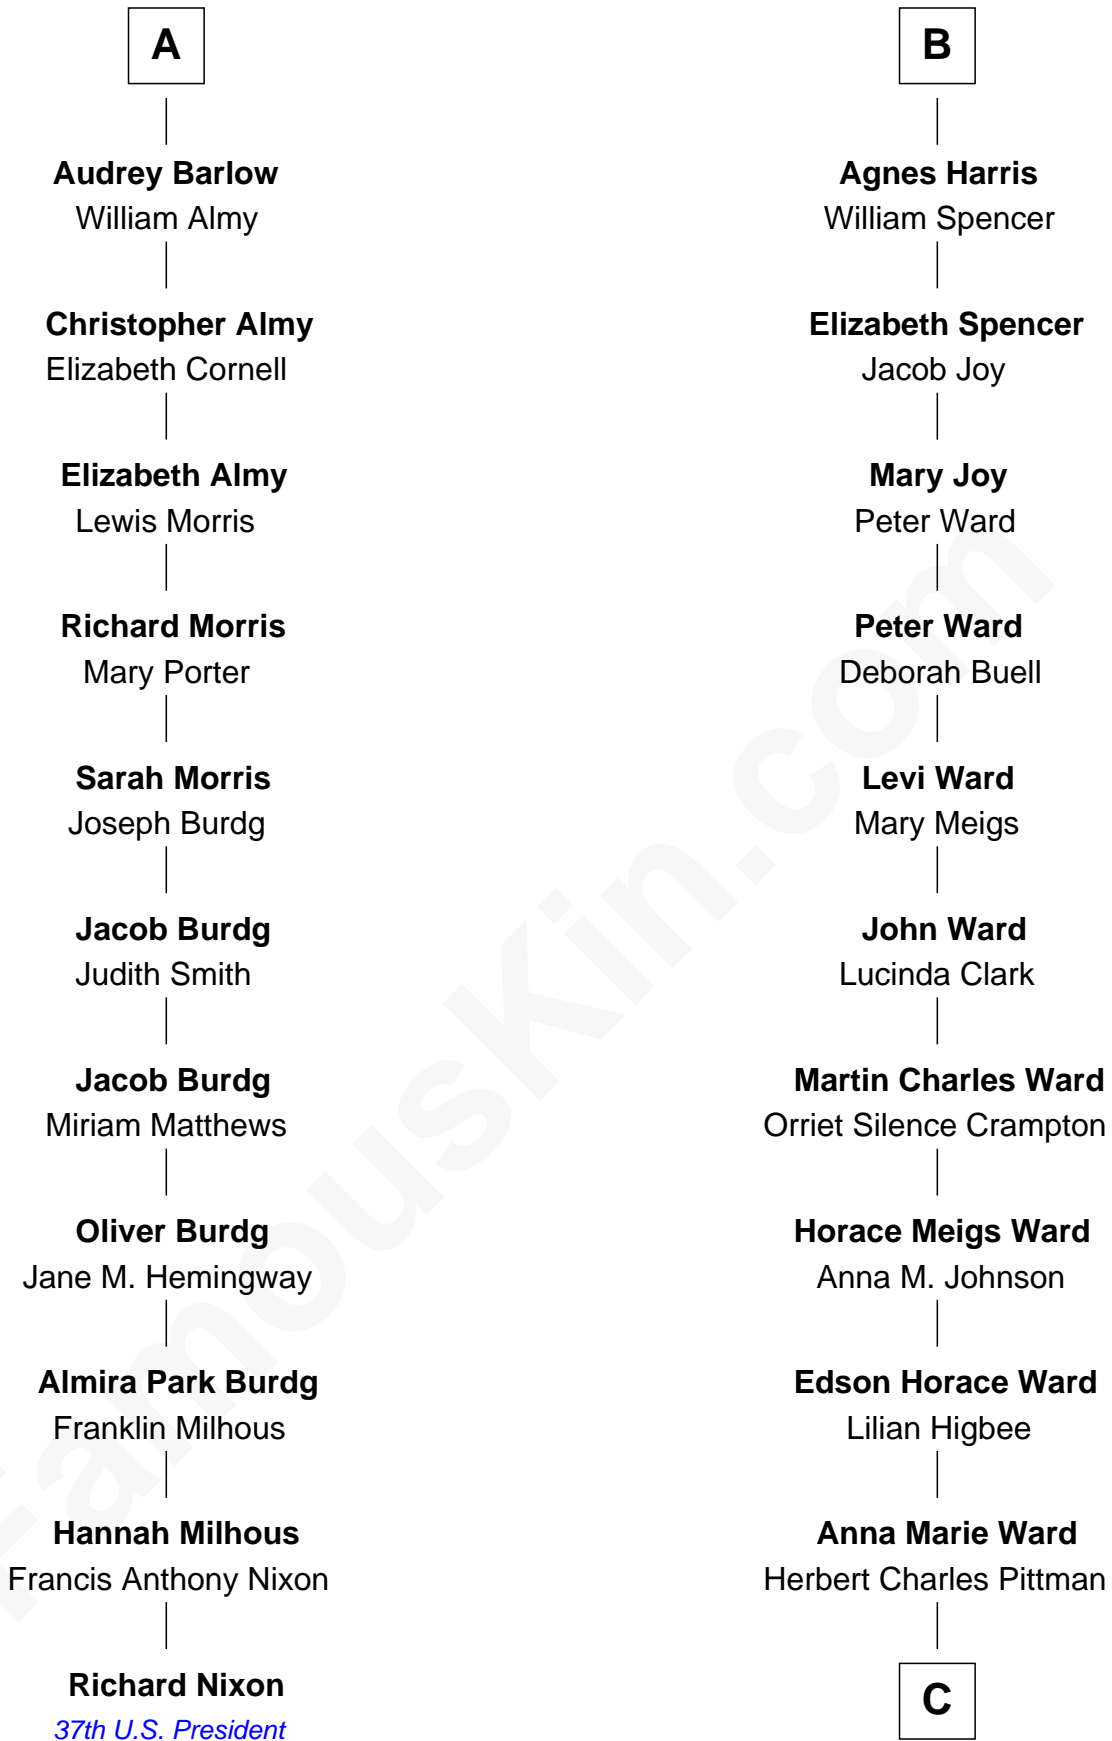 A
Audrey Barlow
William Almy
Christopher Almy
Elizabeth Cornell
Elizabeth Almy
Lewis Morris
Richard Morris
Mary Porter
Sarah Morris
Joseph Burdg
Jacob Burdg
Judith Smith
Jacob Burdg
Miriam Matthews
Oliver Burdg
Jane M. Hemingway
Almira Park Burdg
Franklin Milhous
Hannah Milhous
Francis Anthony Nixon
Richard Nixon
37th U.S. President
B
Agnes Harris
William Spencer
Elizabeth Spencer
Jacob Joy
Mary Joy
Peter Ward
Peter Ward
Deborah Buell
Levi Ward
Mary Meigs
John Ward
Lucinda Clark
Martin Charles Ward
Orriet Silence Crampton
Horace Meigs Ward
Anna M. Johnson
Edson Horace Ward
Lilian Higbee
Anna Marie Ward
Herbert Charles Pittman
C
FamousKin.com